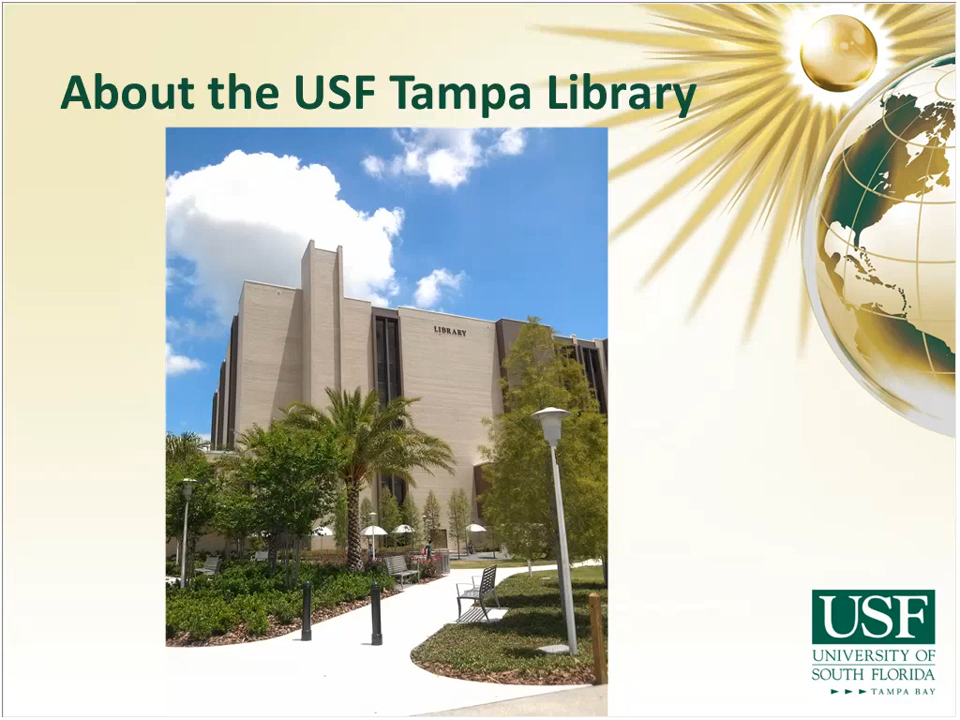 About the USF Tampa Library
LIBRARY
USF
UNIVERSITY OF
SOUTH FLORIDA
TAMPA BAY